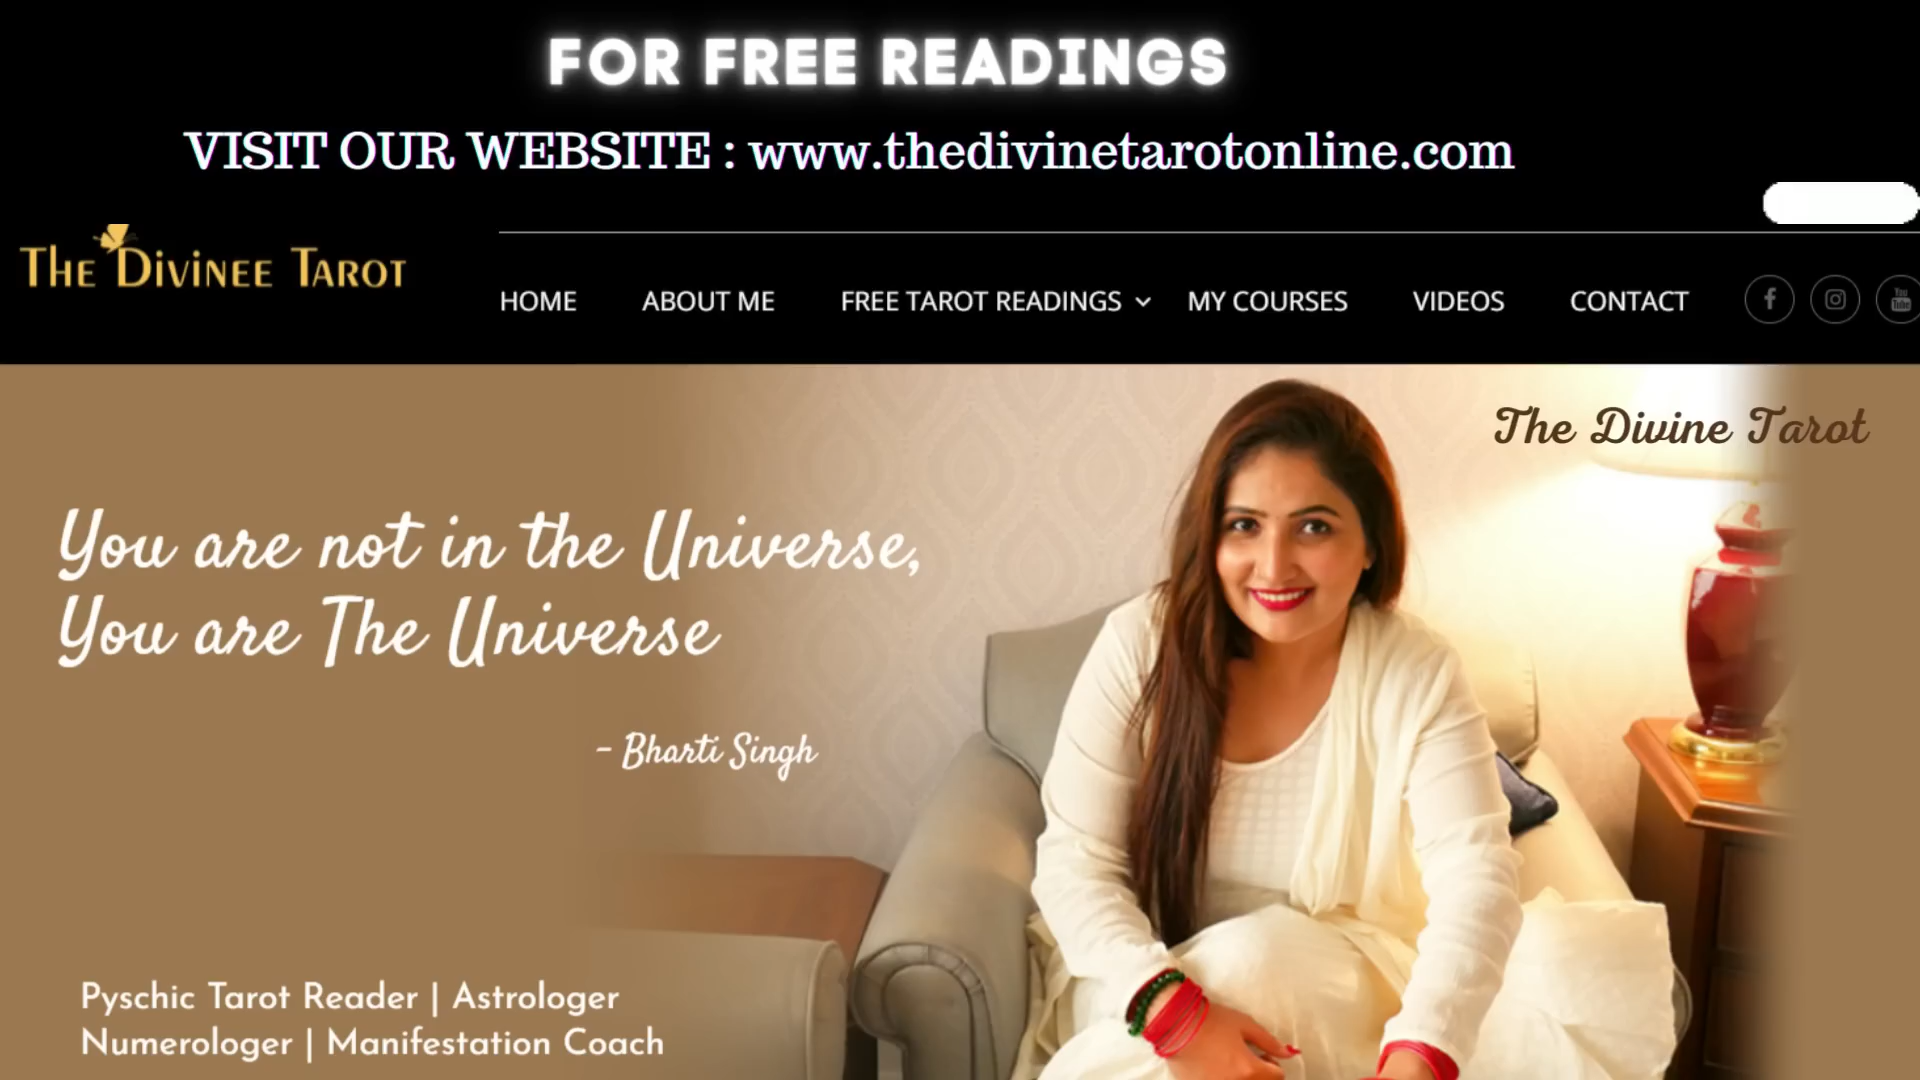 FOR FREE READINGS
VISIT OUR WEBSITE : www.thedivinetarotonline.com
THE DIVINEE TAROT
HOME ABOUT ME FREE TAROT READINGS MY COURSES VIDEOS CONTACT
You Tube
The Divine Tarot
You are not in the Universe,
You are The Universe
- Bharti Singh
Pyschic Tarot Reader | Astrologer
Numerologer | Manifestation Coach